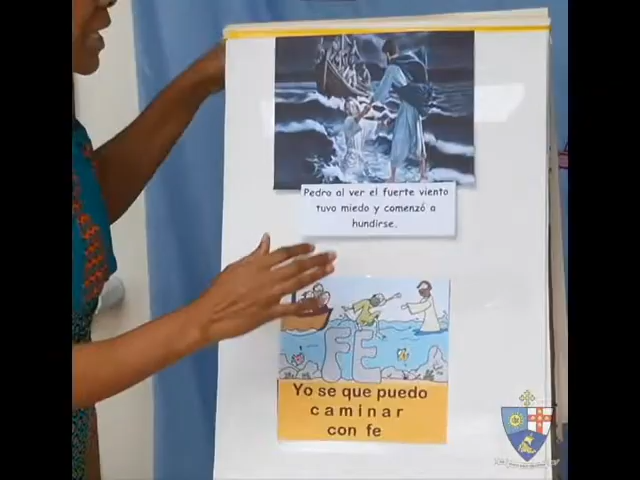 Pedro al ver el fuerte viento
tuvo miedo y comenzó a
hundirse.
FE
Yo se que puedo
caminar
con fe